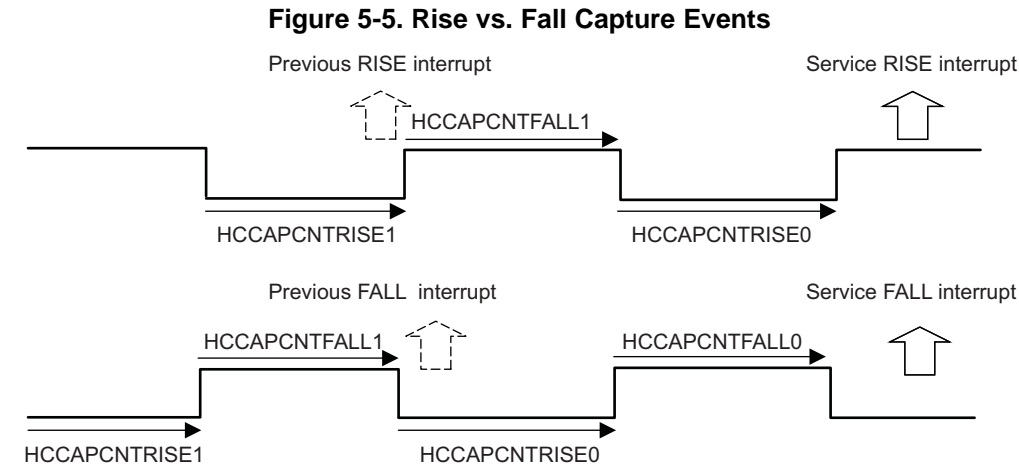 Figure 5-5. Rise vs. Fall Capture Events
Previous RISE interrupt
Service RISE interrupt
HCCAPCNTFALL1
HCCAPCNTRISE1
HCCAPCNTRISE0
Previous FALL interrupt
Service FALL interrupt
HCCAPCNTFALL1
HCCAPCNTFALL0
HCCAPCNTRISE1
HCCAPCNTRISE0